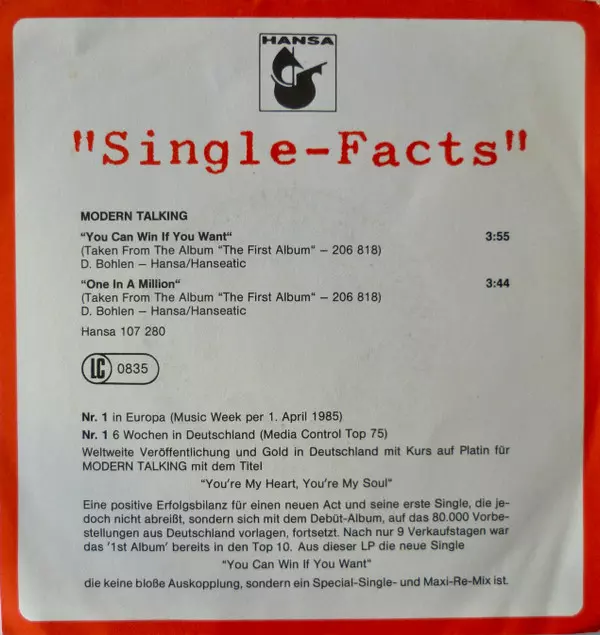 HANSA
"Single-Facts"
MODERN TALKING
“You Can Win If You Want“ 3:55
(Taken From The Album "The First Album" – 206 818)
D. Bohlen – Hansa/Hanseatic
“One In A Million“ 3:44
(Taken From The Album "The First Album" – 206 818)
D. Bohlen – Hansa/Hanseatic
Hansa 107 280
LC 0835
Nr. 1 in Europa (Music Week per 1. April 1985)
Nr. 1 6 Wochen in Deutschland (Media Control Top 75)
Weltweite Veröffentlichung und Gold in Deutschland mit Kurs auf Platin für
MODERN TALKING mit dem Titel
"You're My Heart, You're My Soul"
Eine positive Erfolgsbilanz für einen neuen Act und seine erste Single, die je-
doch nicht abreißt, sondern sich mit dem Debüt-Album, auf das 80.000 Vorbe-
stellungen aus Deutschland vorlagen, fortsetzt. Nach nur 9 Verkaufstagen war
das '1st Album' bereits in den Top 10. Aus dieser LP die neue Single
"You Can Win If You Want"
die keine bloße Auskopplung, sondern ein Special-Single- und Maxi-Re-Mix ist.